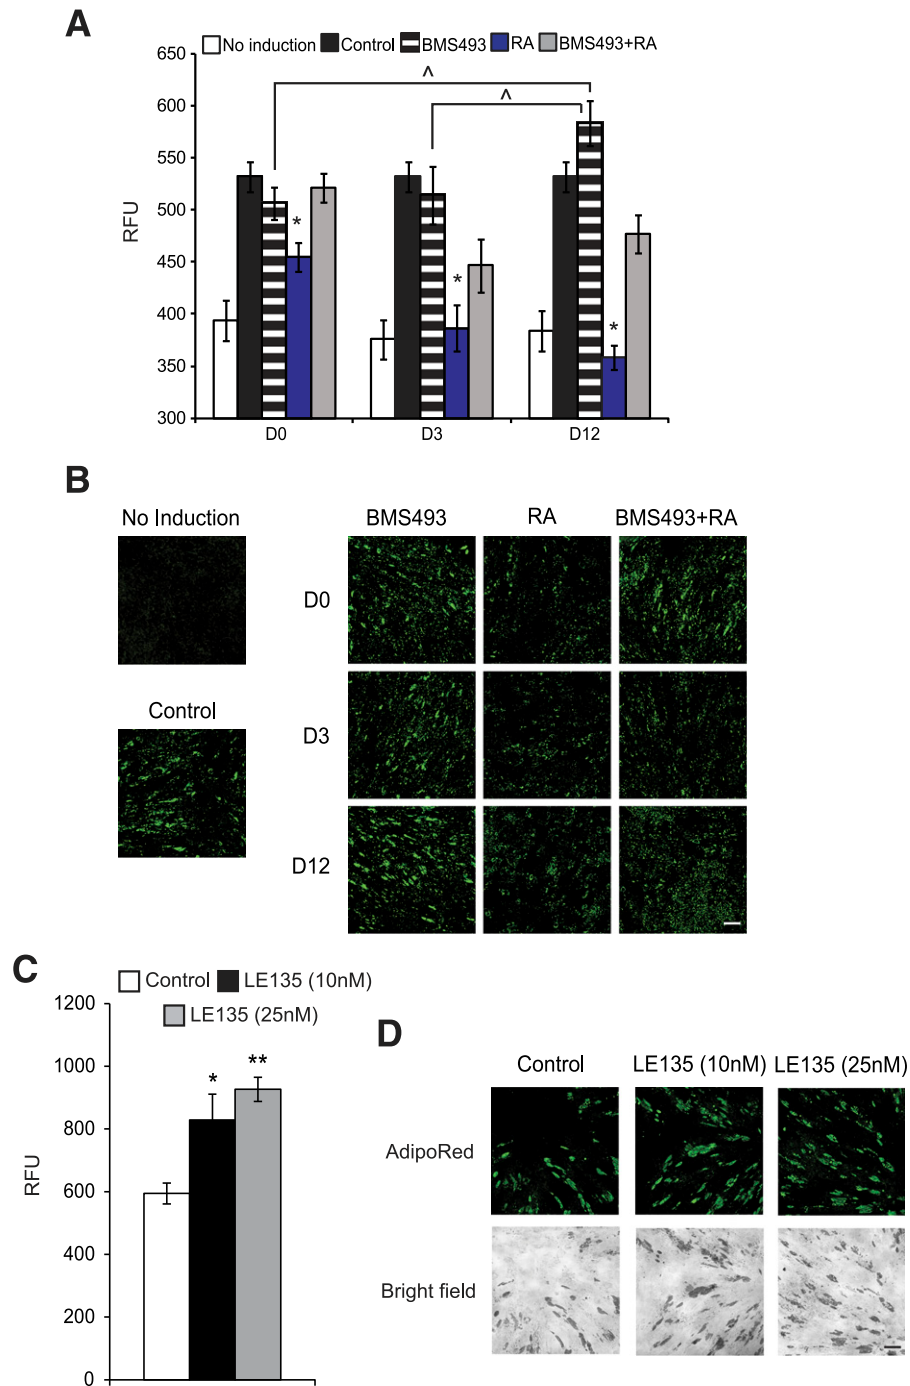 A
No induction Control BMS493 RA BMS493+RA
650
600
550
500
450
400
350
300
RFU
^
^
*
*
*
D0 D3 D12
B
No Induction BMS493 RA BMS493+RA
D0
Control
D3
D12
C
Control LE135 (10nM)
LE135 (25nM)
1200
1000
800
600
400
200
0
RFU
*
**
D
Control LE135 (10nM) LE135 (25nM)
AdipoRed
Bright field